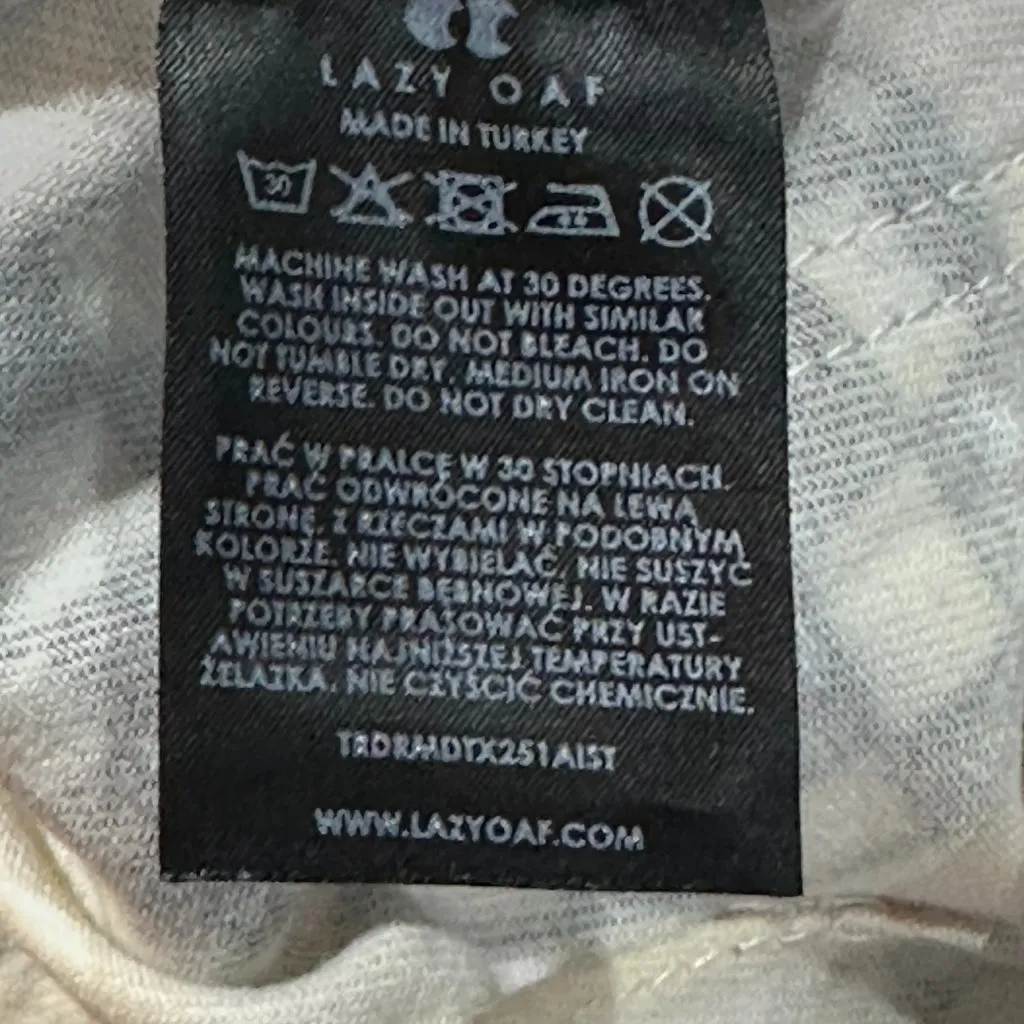 LAZY OAF
MADE IN TURKEY
30
MACHINE WASH AT 30 DEGREES.
WASH INSIDE OUT WITH SIMILAR
COLOURS. DO NOT BLEACH. DO
NOT TUMBLE DRY. MEDIUM IRON ON
REVERSE. DO NOT DRY CLEAN.
PRAĆ W PRALCE W 30 STOPNIACH.
PRAĆ ODWRÓCONE NA LEWĄ
STRONĘ, Z RZECZAMI W PODOBNYM
KOLORZE. NIE WYBIELAĆ. NIE SUSZYĆ
W SUSZARCE BĘBNOWEJ. W RAZIE
POTRZEBY PRASOWAĆ PRZY UST-
AWIENIU NAJNIŻSZEJ TEMPERATURY
ŻELAZKA. NIE CZYŚCIĆ CHEMICZNIE.
WWW.LAZYOAF.COM